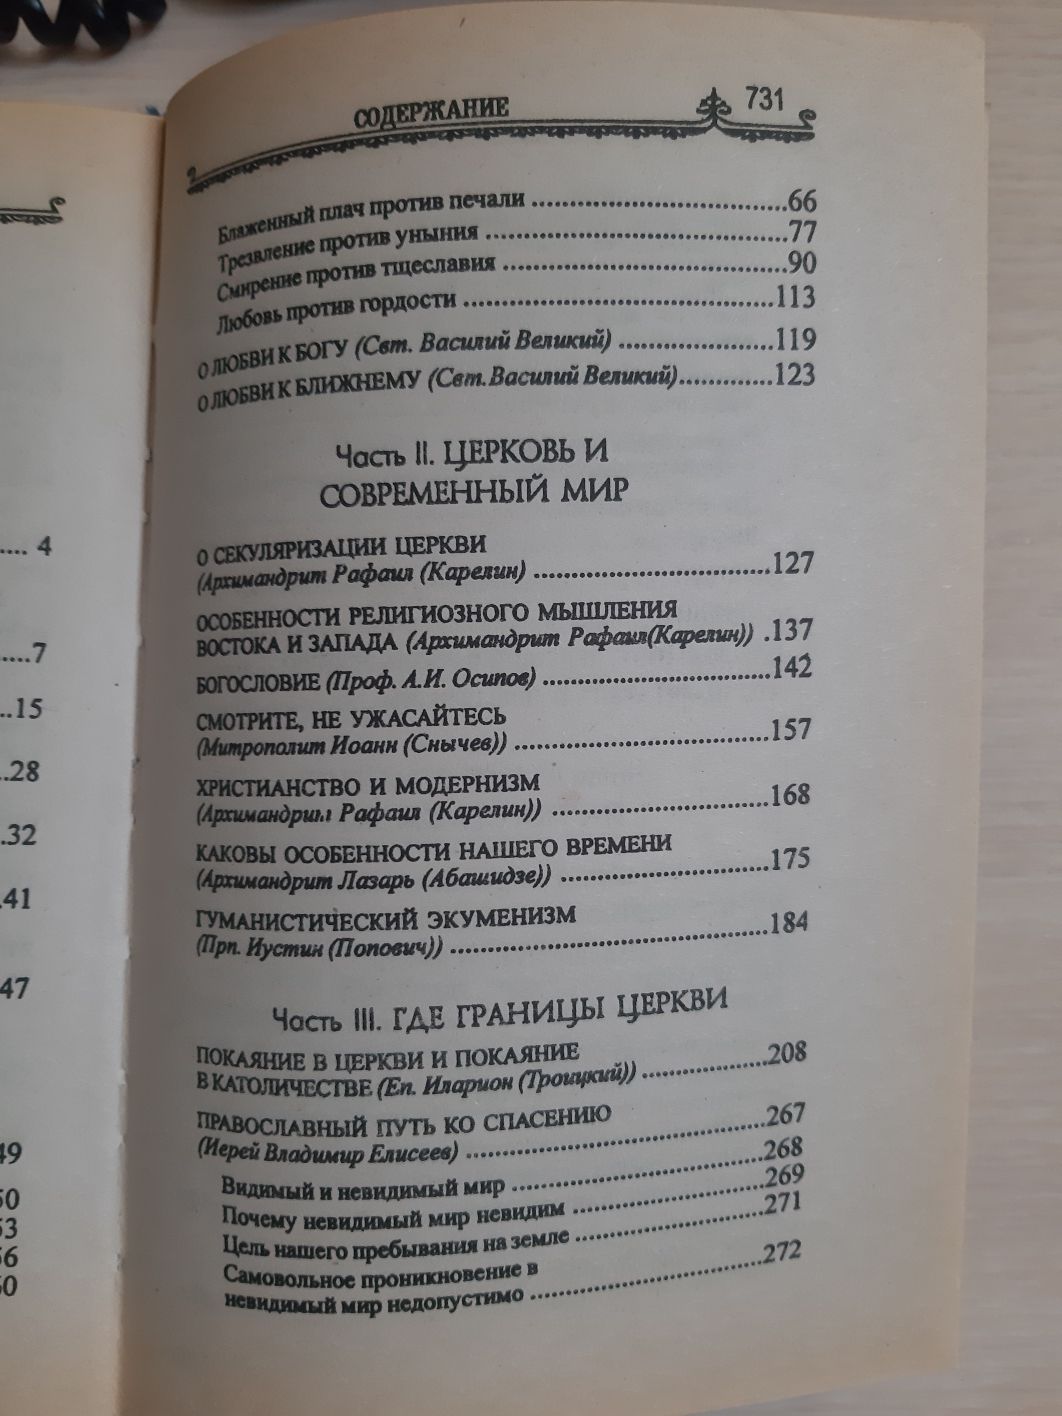 СОДЕРЖАНИЕ 731
Блаженный плач против печали ..............................66
Трезвление против уныния ..............................77
Смирение против тщеславия ..............................90
Любовь против гордости ..............................113
О ЛЮБВИ К БОГУ (Свт. Василий Великий) ...............119
О ЛЮБВИ К БЛИЖНЕМУ (Свт.Василий Великий).............123
Часть II. ЦЕРКОВЬ И
СОВРЕМЕННЫЙ МИР
О СЕКУЛЯРИЗАЦИИ ЦЕРКВИ
(Архимандрит Рафаил (Карелин) ..............................127
ОСОБЕННОСТИ РЕЛИГИОЗНОГО МЫШЛЕНИЯ
ВОСТОКА И ЗАПАДА (Архимандрит Рафаил(Карелин)) .137
БОГОСЛОВИЕ (Проф. А.И. Осипов) ..............................142
СМОТРИТЕ, НЕ УЖАСАЙТЕСЬ
(Митрополит Иоанн (Снычев)) ..............................157
ХРИСТИАНСТВО И МОДЕРНИЗМ
(Архимандрит Рафаил (Карелин)) ..............................168
КАКОВЫ ОСОБЕННОСТИ НАШЕГО ВРЕМЕНИ
(Архимандрит Лазарь (Абашидзе)) ..............................175
ГУМАНИСТИЧЕСКИЙ ЭКУМЕНИЗМ
(Прп. Иустин (Попович)) ..............................184
Часть III. ГДЕ ГРАНИЦЫ ЦЕРКВИ
ПОКАЯНИЕ В ЦЕРКВИ И ПОКАЯНИЕ
В КАТОЛИЧЕСТВЕ (Еп. Иларион (Троицкий)) ...............208
ПРАВОСЛАВНЫЙ ПУТЬ КО СПАСЕНИЮ
(Иерей Владимир Елисеев) ..............................267
Видимый и невидимый мир ..............................268
Почему невидимый мир невидим ......................269
Цель нашего пребывания на земле ......................271
Самовольное проникновение в
невидимый мир недопустимо ..............................272
.... 4
.....7
..15
..28
..32
.41
.47
49